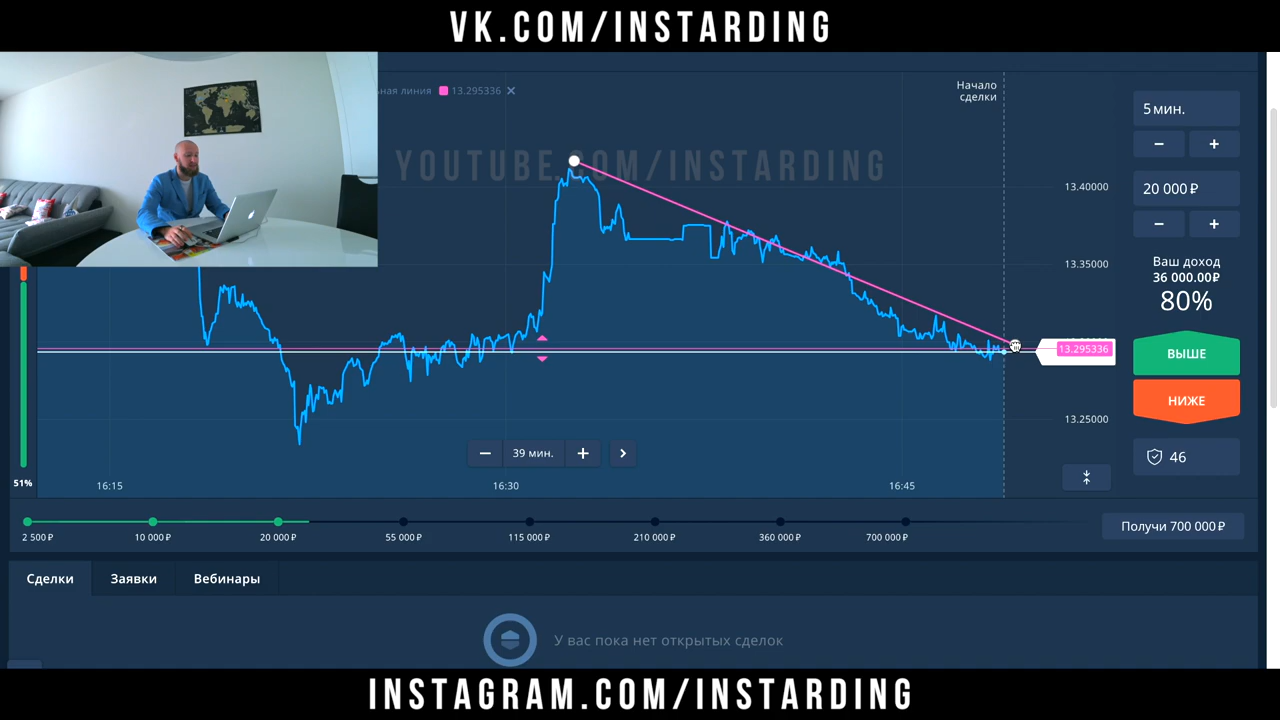 VK.COM/INSTARDING
ьная линия 13.295336
Начало
сделки
5 мин.
YOUTUBE.COM/INSTARDING
13.40000
20 000 ₽
13.35000
Ваш доход
36 000.00₽
80%
13.295336
ВЫШЕ
НИЖЕ
13.25000
39 мин.
46
51%
16:15
16:30
16:45
2 500 ₽
10 000 ₽
20 000 ₽
55 000 ₽
115 000 ₽
210 000 ₽
360 000 ₽
700 000 ₽
Получи 700 000 ₽
Сделки
Заявки
Вебинары
У вас пока нет открытых сделок
INSTAGRAM.COM/INSTARDING